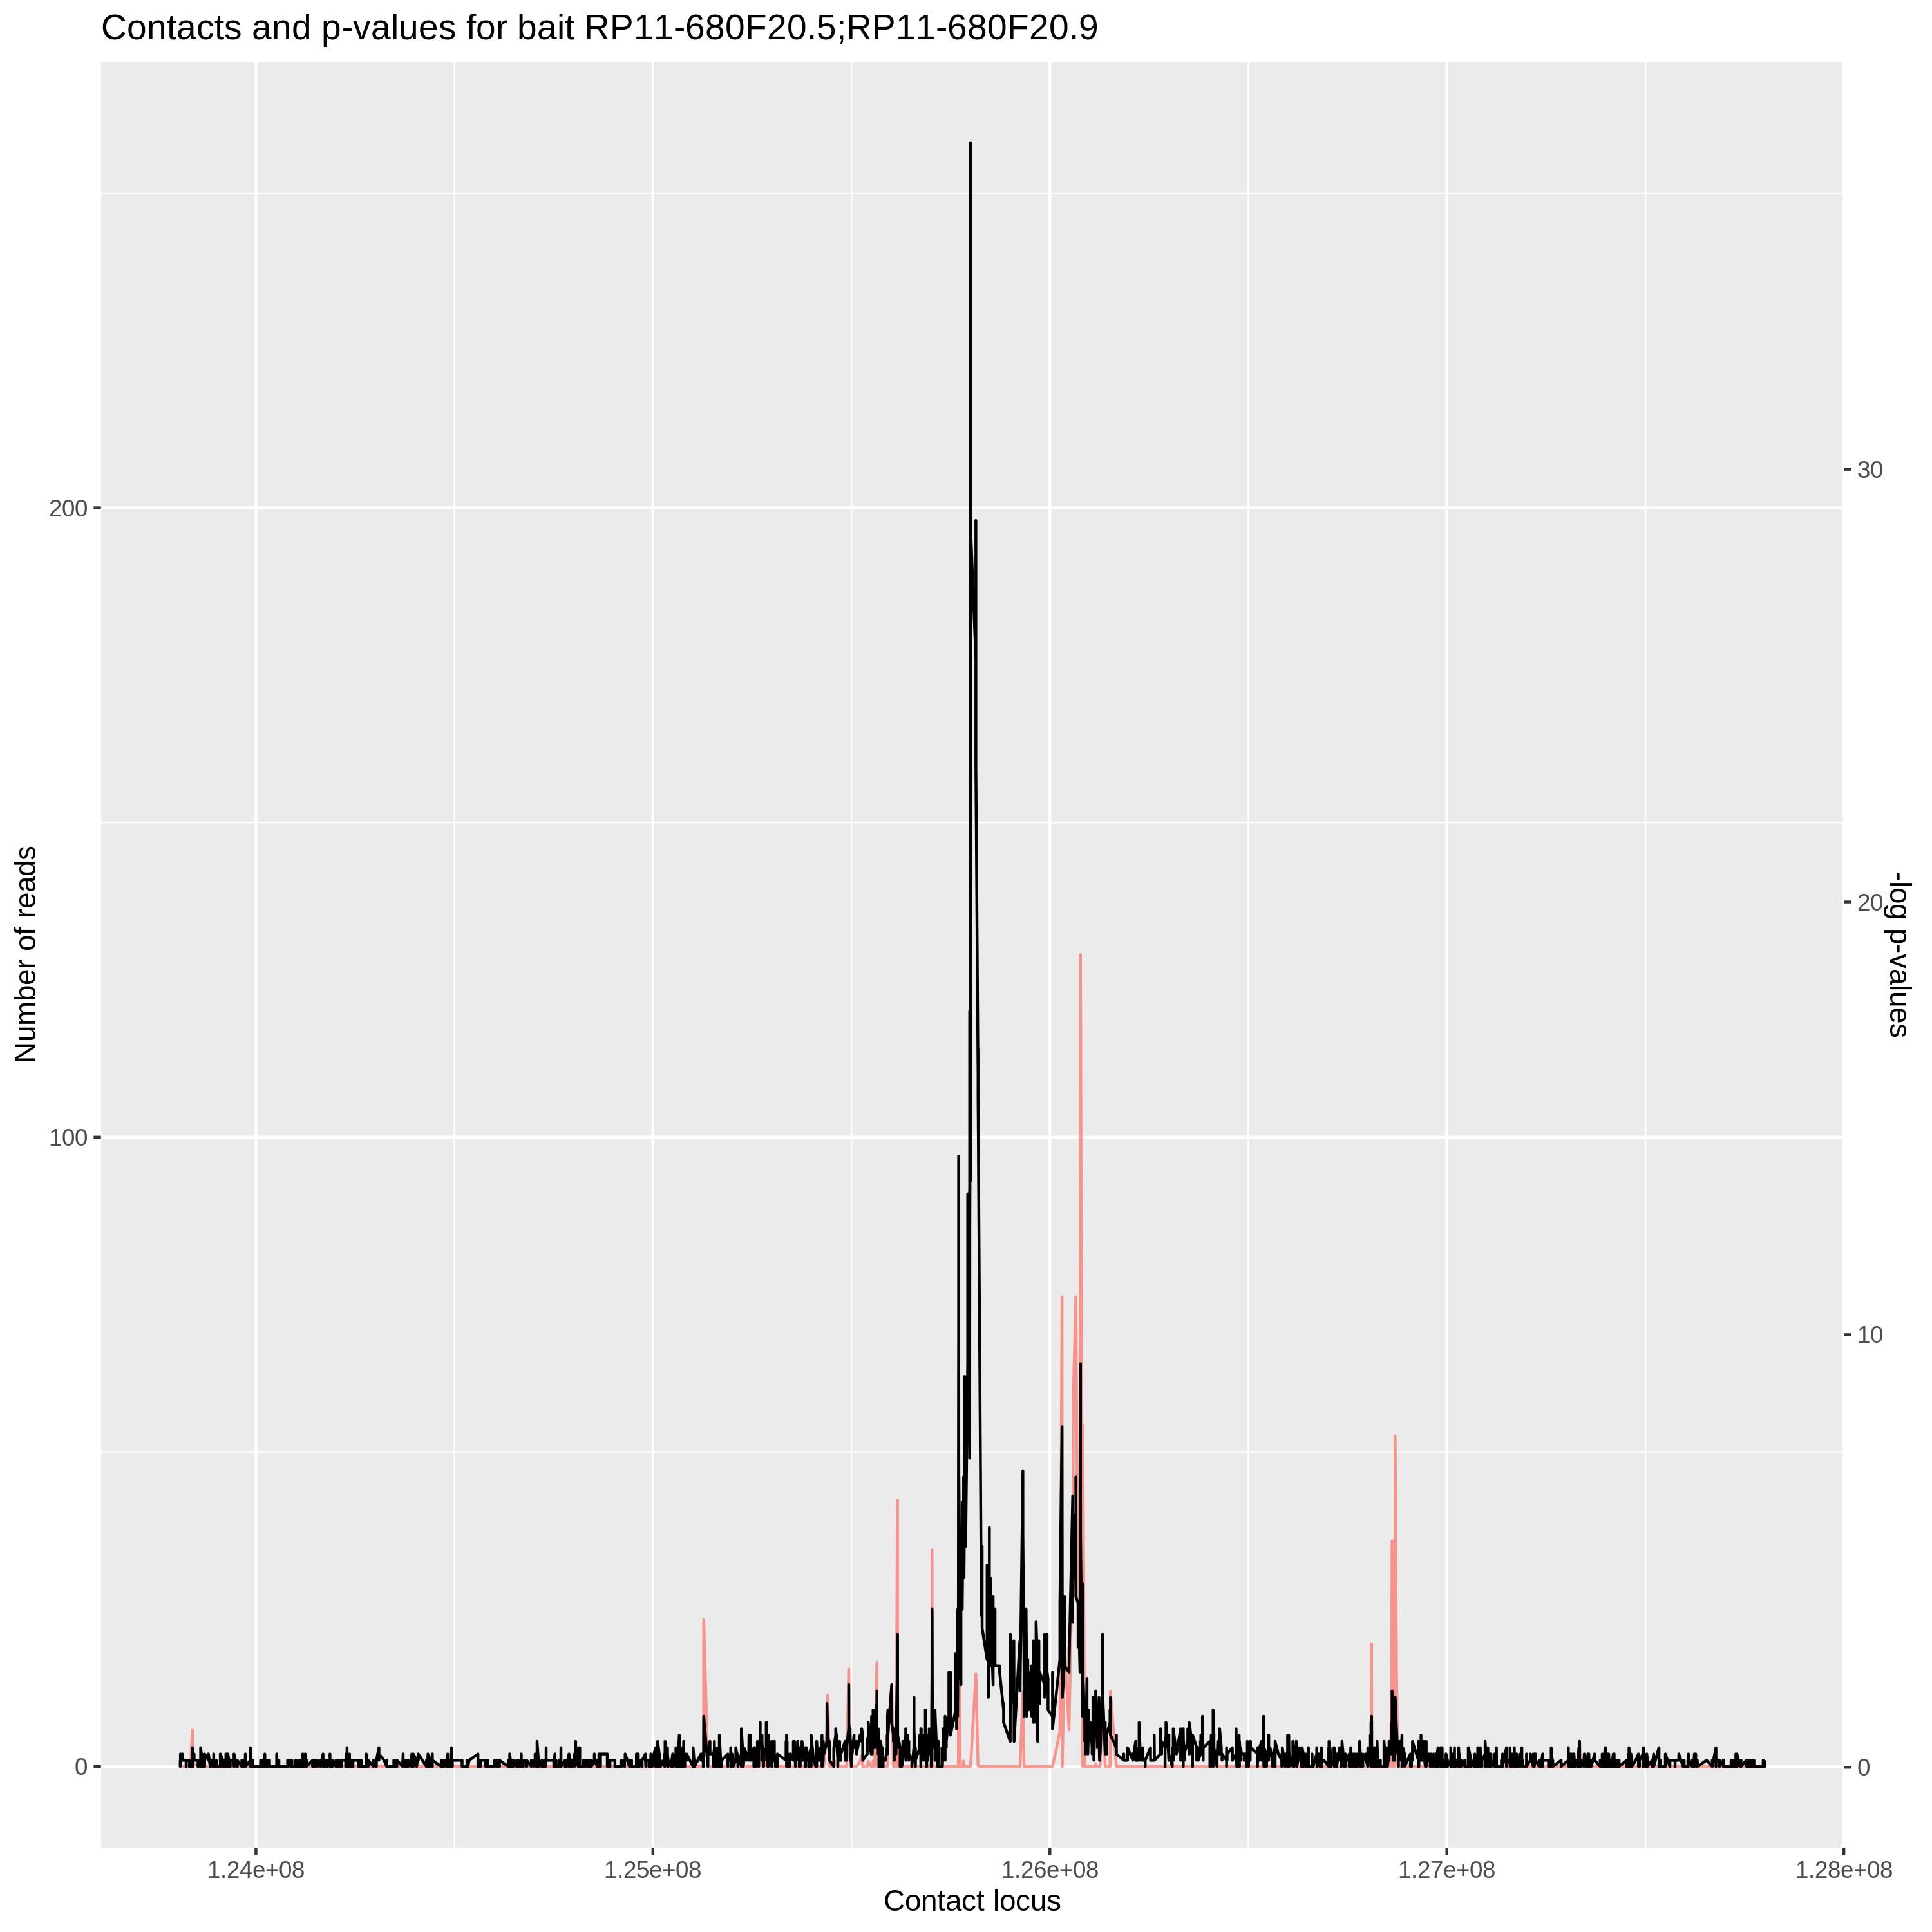 Contacts and p-values for bait RP11-680F20.5;RP11-680F20.9
Number of reads
200
100
0
30
20
10
0
-log p-values
1.24e+08
1.25e+08
1.26e+08
1.27e+08
1.28e+08
Contact locus